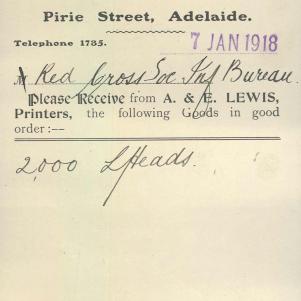 Pirie Street, Adelaide.
Telephone 1735.
7 JAN 1918
M Red Cross Soc Inf Bureau.
Please Receive from A. & E. LEWIS,
Printers, the following Goods in good
order :—
2,000 L/Heads.